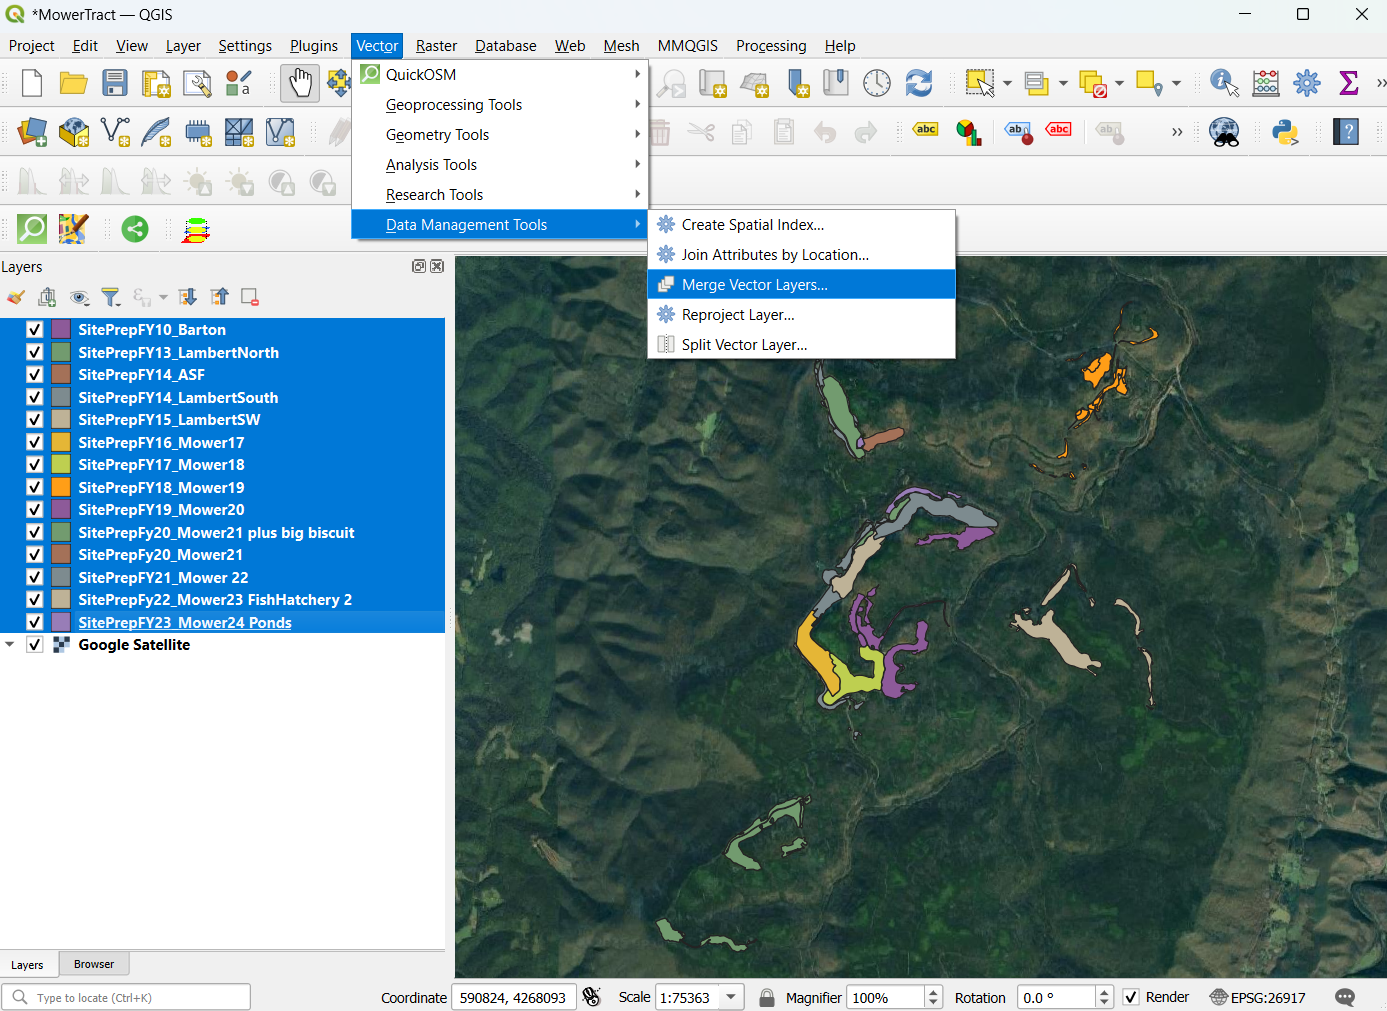 *MowerTract — QGIS
Project Edit View Layer Settings Plugins Vector Raster Database Web Mesh MMQGIS Processing Help
QuickOSM
Geoprocessing Tools
Geometry Tools
Analysis Tools
Research Tools
Data Management Tools
Create Spatial Index...
Join Attributes by Location...
Merge Vector Layers...
Reproject Layer...
Split Vector Layer...
a
abc
ab
abc
ab
»
»
?
Layers
SitePrepFY10_Barton
SitePrepFY13_LambertNorth
SitePrepFY14_ASF
SitePrepFY14_LambertSouth
SitePrepFY15_LambertSW
SitePrepFY16_Mower17
SitePrepFY17_Mower18
SitePrepFY18_Mower19
SitePrepFY19_Mower20
SitePrepFy20_Mower21 plus big biscuit
SitePrepFy20_Mower21
SitePrepFY21_Mower 22
SitePrepFy22_Mower23 FishHatchery 2
SitePrepFY23_Mower24 Ponds
Google Satellite
Layers Browser
Type to locate (Ctrl+K)
Coordinate 590824, 4268093 Scale 1:75363 Magnifier 100% Rotation 0.0 ° Render EPSG:26917